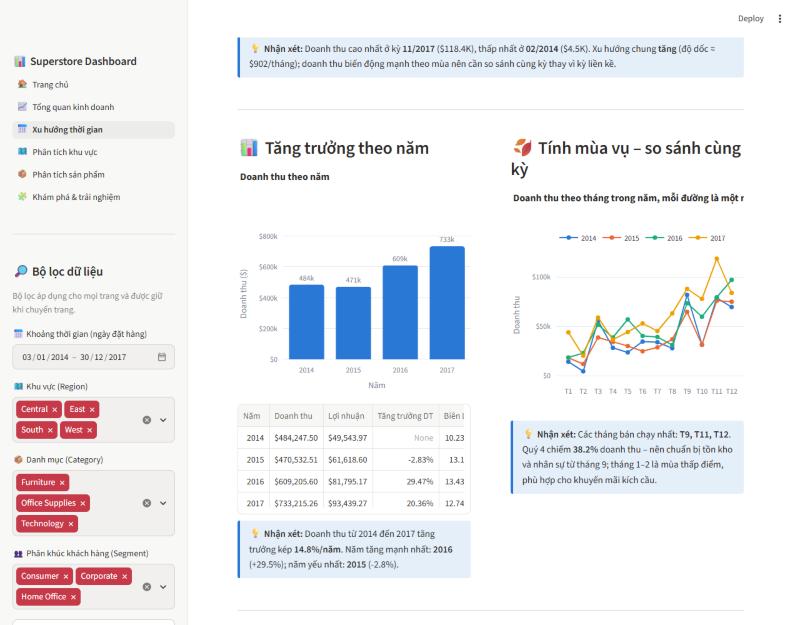 Deploy
Superstore Dashboard
Trang chủ
Tổng quan kinh doanh
Xu hướng thời gian
Phân tích khu vực
Phân tích sản phẩm
Khám phá & trải nghiệm
Bộ lọc dữ liệu
Bộ lọc áp dụng cho mọi trang và được giữ
khi chuyển trang.
Khoảng thời gian (ngày đặt hàng)
03/01/2014 – 30/12/2017
Khu vực (Region)
Central × East ×
South × West ×
Danh mục (Category)
Furniture ×
Office Supplies ×
Technology ×
Phân khúc khách hàng (Segment)
Consumer × Corporate ×
Home Office ×
Nhận xét: Doanh thu cao nhất ở kỳ 11/2017 ($118.4K), thấp nhất ở 02/2014 ($4.5K). Xu hướng chung tăng (độ dốc ≈
$902/tháng); doanh thu biến động mạnh theo mùa nên cần so sánh cùng kỳ thay vì kỳ liền kề.
Tăng trưởng theo năm
Doanh thu theo năm
Doanh thu ($)
$800k
$600k
$400k
$200k
$0
484k
471k
609k
733k
2014 2015 2016 2017
Năm
Năm Doanh thu Lợi nhuận Tăng trưởng DT Biên l
2014 $484,247.50 $49,543.97 None 10.23
2015 $470,532.51 $61,618.60 -2.83% 13.1
2016 $609,205.60 $81,795.17 29.47% 13.43
2017 $733,215.26 $93,439.27 20.36% 12.74
Nhận xét: Doanh thu từ 2014 đến 2017 tăng
trưởng kép 14.8%/năm. Năm tăng mạnh nhất: 2016
(+29.5%); năm yếu nhất: 2015 (-2.8%).
Tính mùa vụ – so sánh cùng
kỳ
Doanh thu theo tháng trong năm, mỗi đường là một n
2014 2015 2016 2017
Doanh thu
$100k
$50k
$0
T1 T2 T3 T4 T5 T6 T7 T8 T9 T10 T11 T12
Nhận xét: Các tháng bán chạy nhất: T9, T11, T12.
Quý 4 chiếm 38.2% doanh thu – nên chuẩn bị tồn kho
và nhân sự từ tháng 9; tháng 1–2 là mùa thấp điểm,
phù hợp cho khuyến mãi kích cầu.